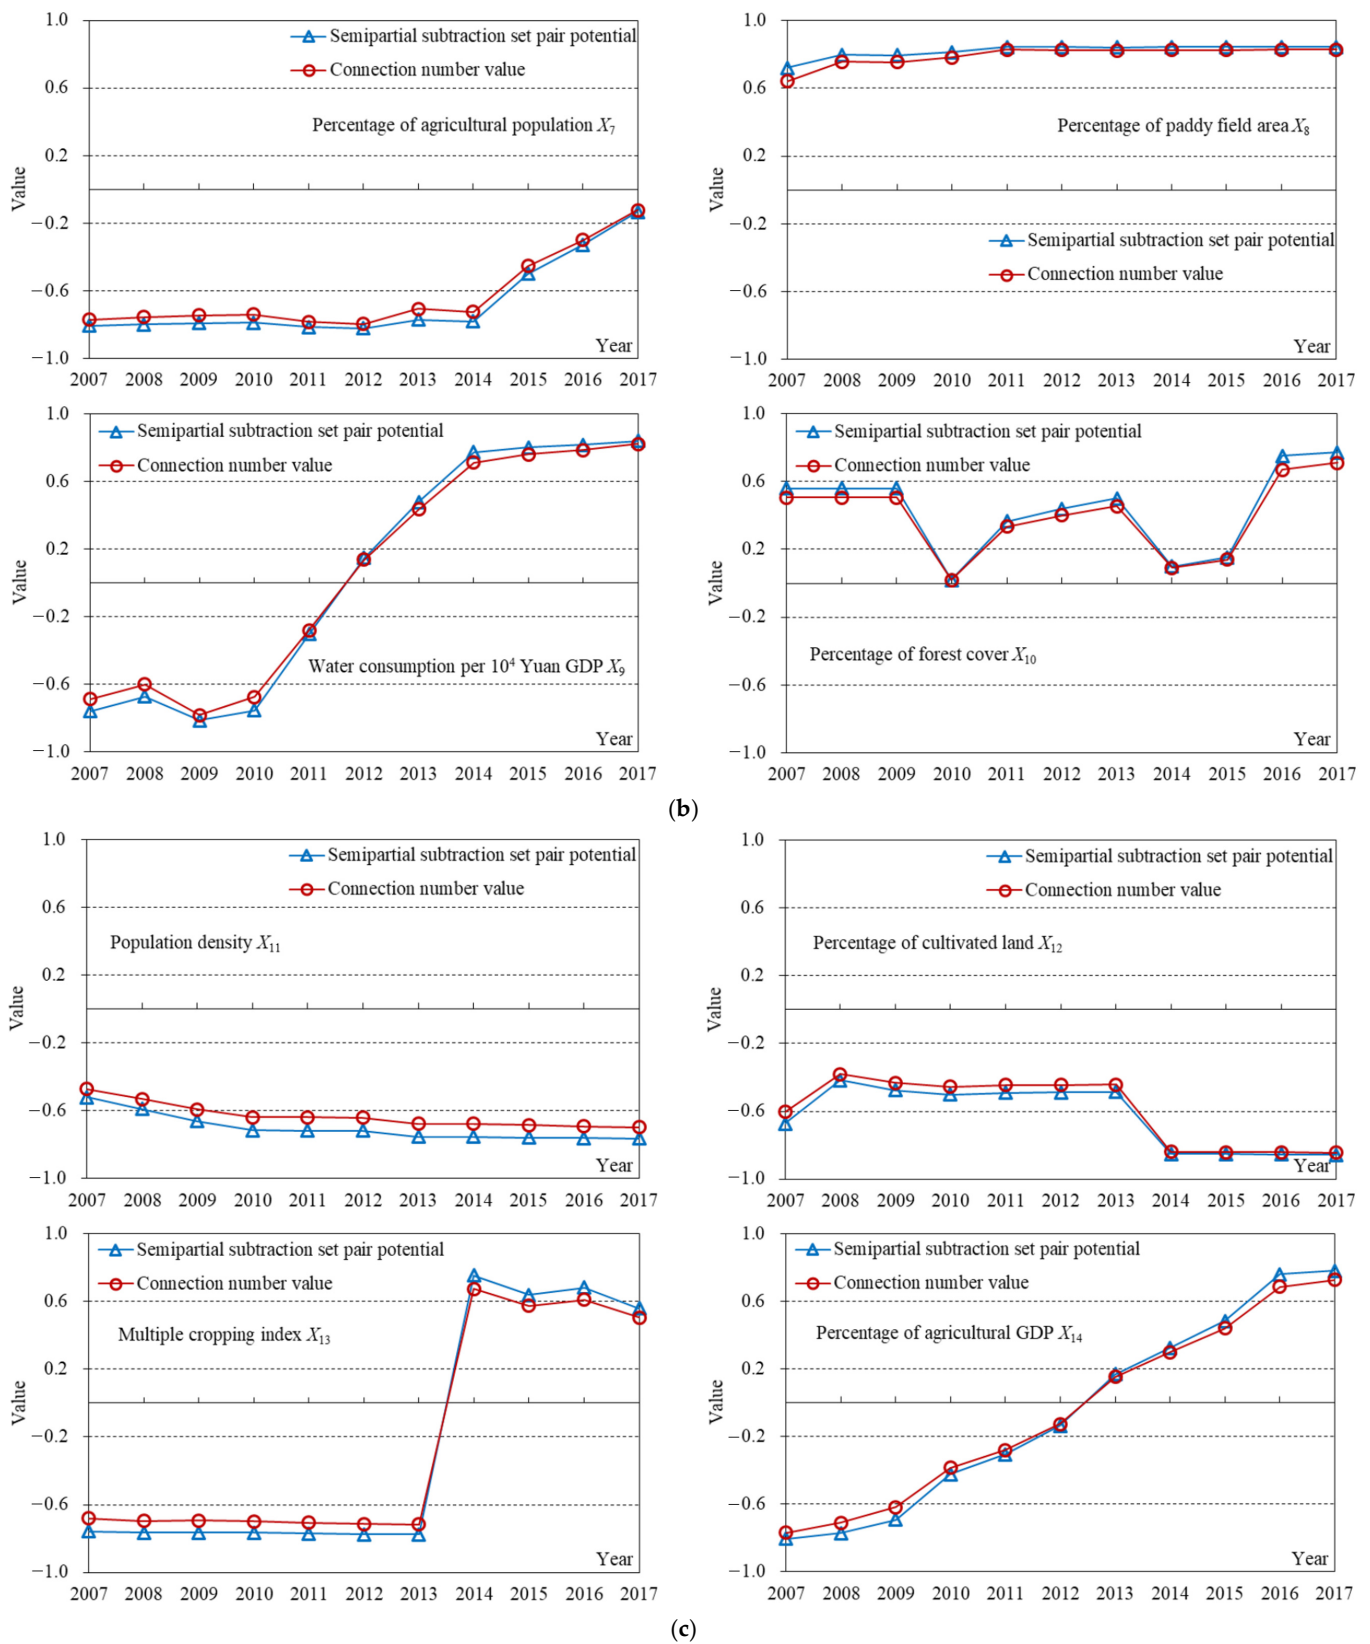 1.0
0.6
0.2
−0.2
−0.6
−1.0
Value
Semipartial subtraction set pair potential
Connection number value
Percentage of agricultural population X7
Year
2007 2008 2009 2010 2011 2012 2013 2014 2015 2016 2017
1.0
0.6
0.2
−0.2
−0.6
−1.0
Value
Percentage of paddy field area X8
Semipartial subtraction set pair potential
Connection number value
Year
2007 2008 2009 2010 2011 2012 2013 2014 2015 2016 2017
1.0
0.6
0.2
−0.2
−0.6
−1.0
Value
Semipartial subtraction set pair potential
Connection number value
Water consumption per 10⁴ Yuan GDP X9
Year
2007 2008 2009 2010 2011 2012 2013 2014 2015 2016 2017
1.0
0.6
0.2
−0.2
−0.6
−1.0
Value
Semipartial subtraction set pair potential
Connection number value
Percentage of forest cover X10
Year
2007 2008 2009 2010 2011 2012 2013 2014 2015 2016 2017
(b)
1.0
0.6
0.2
−0.2
−0.6
−1.0
Value
Semipartial subtraction set pair potential
Connection number value
Population density X11
Year
2007 2008 2009 2010 2011 2012 2013 2014 2015 2016 2017
1.0
0.6
0.2
−0.2
−0.6
−1.0
Value
Semipartial subtraction set pair potential
Connection number value
Percentage of cultivated land X12
Year
2007 2008 2009 2010 2011 2012 2013 2014 2015 2016 2017
1.0
0.6
0.2
−0.2
−0.6
−1.0
Value
Semipartial subtraction set pair potential
Connection number value
Multiple cropping index X13
Year
2007 2008 2009 2010 2011 2012 2013 2014 2015 2016 2017
1.0
0.6
0.2
−0.2
−0.6
−1.0
Value
Semipartial subtraction set pair potential
Connection number value
Percentage of agricultural GDP X14
Year
2007 2008 2009 2010 2011 2012 2013 2014 2015 2016 2017
(c)